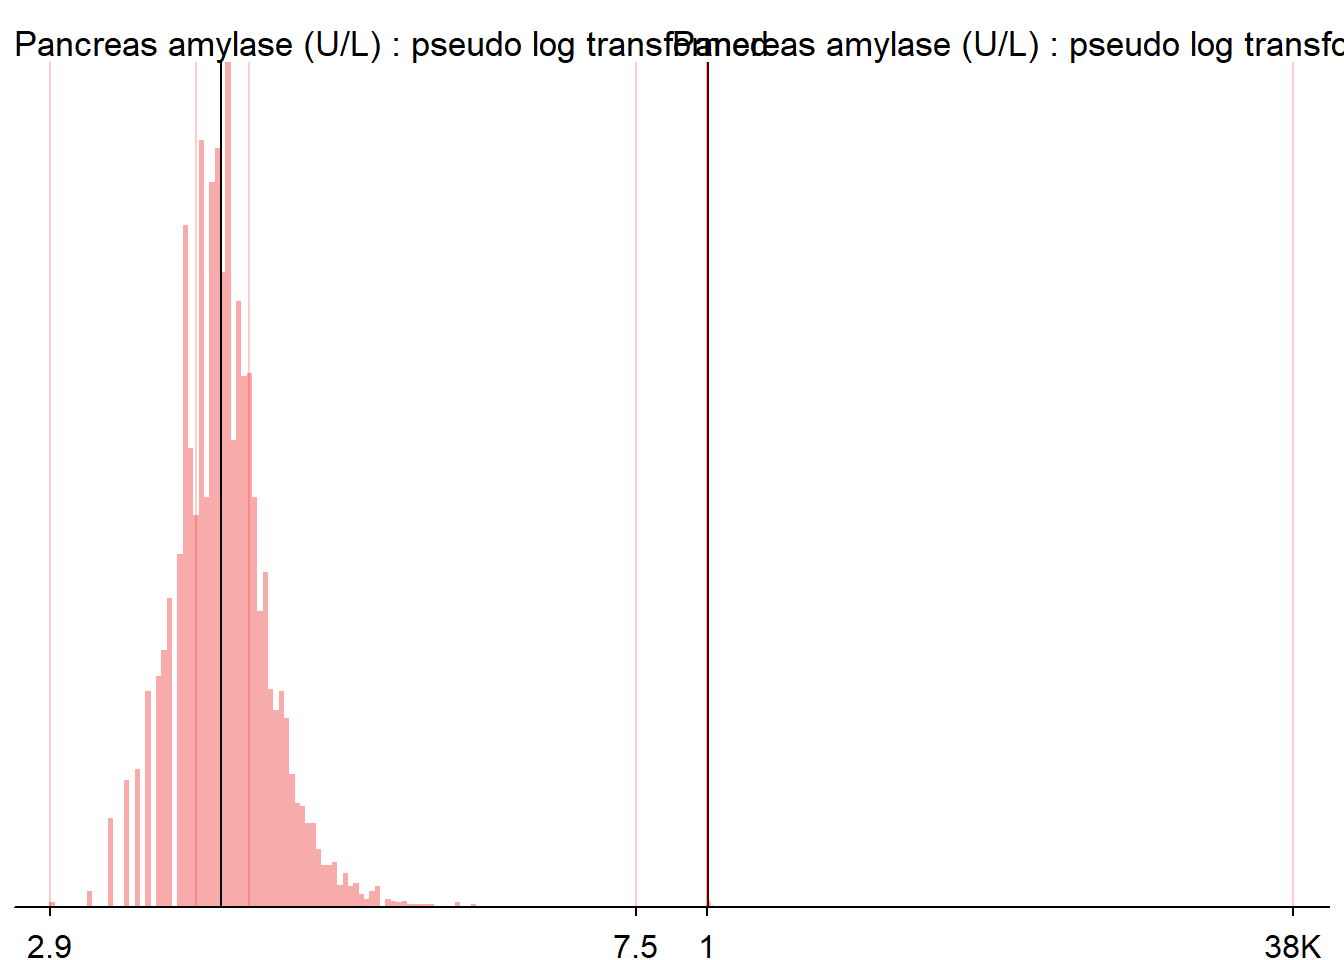 Pancreas amylase (U/L) : pseudo log transformed
Pancreas amylase (U/L) : pseudo log transfo
2.9
7.5
1
38K